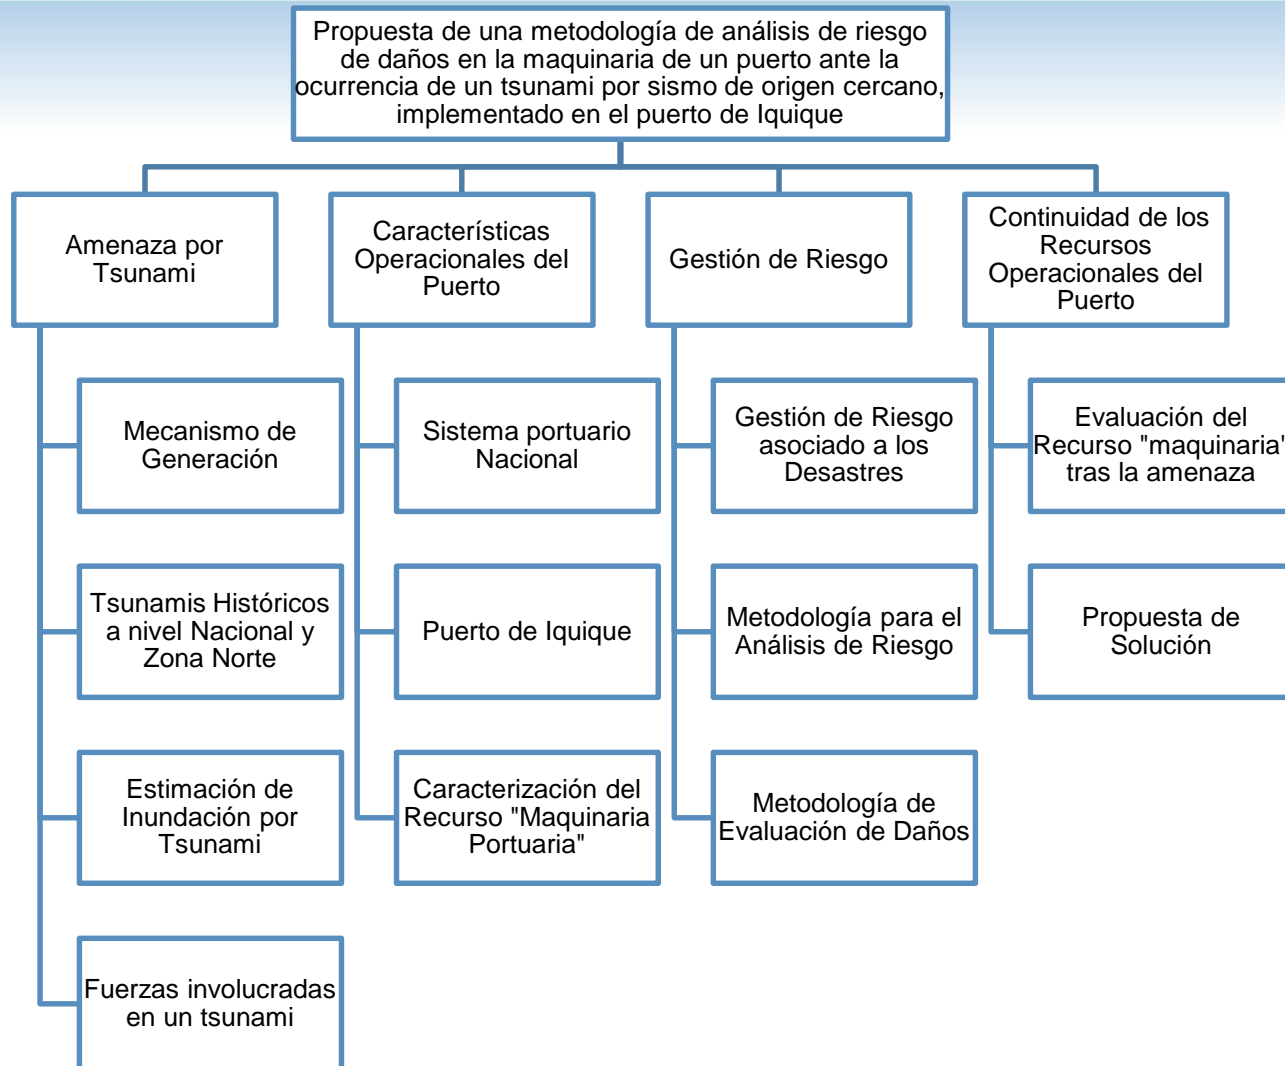 Propuesta de una metodología de análisis de riesgo
de daños en la maquinaria de un puerto ante la
ocurrencia de un tsunami por sismo de origen cercano,
implementado en el puerto de Iquique
Amenaza por
Tsunami
Mecanismo de
Generación
Tsunamis Históricos
a nivel Nacional y
Zona Norte
Estimación de
Inundación por
Tsunami
Fuerzas involucradas
en un tsunami
Características
Operacionales del
Puerto
Sistema portuario
Nacional
Puerto de Iquique
Caracterización del
Recurso "Maquinaria
Portuaria"
Gestión de Riesgo
Gestión de Riesgo
asociado a los
Desastres
Metodología para el
Análisis de Riesgo
Metodología de
Evaluación de Daños
Continuidad de los
Recursos
Operacionales del
Puerto
Evaluación del
Recurso "maquinaria"
tras la amenaza
Propuesta de
Solución